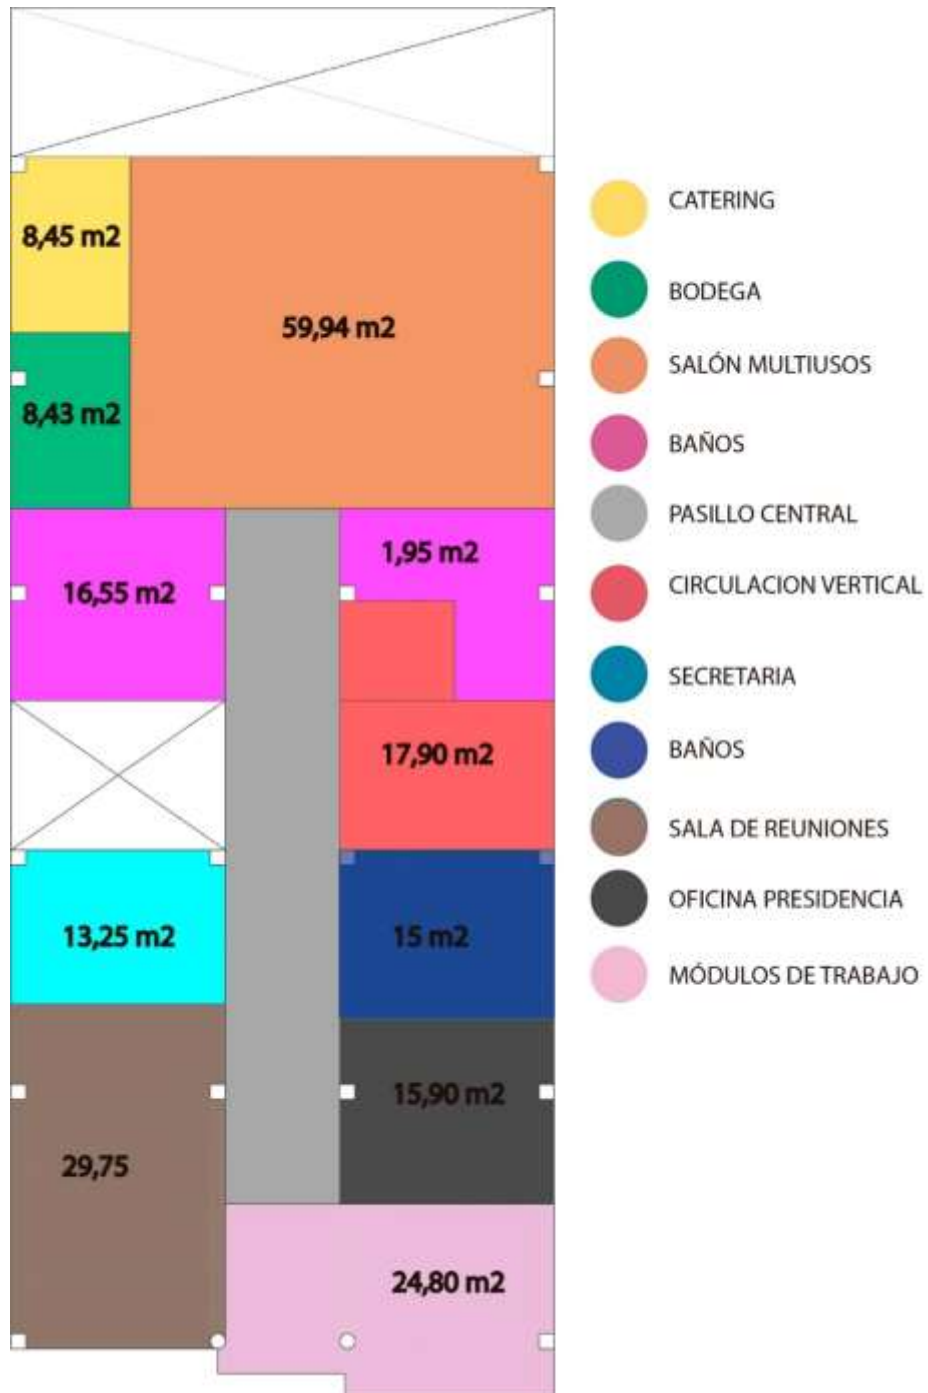 8,45 m2
59,94 m2
8,43 m2
16,55 m2
1,95 m2
17,90 m2
13,25 m2
15 m2
15,90 m2
29,75
24,80 m2
CATERING
BODEGA
SALÓN MULTIUSOS
BAÑOS
PASILLO CENTRAL
CIRCULACION VERTICAL
SECRETARIA
BAÑOS
SALA DE REUNIONES
OFICINA PRESIDENCIA
MÓDULOS DE TRABAJO